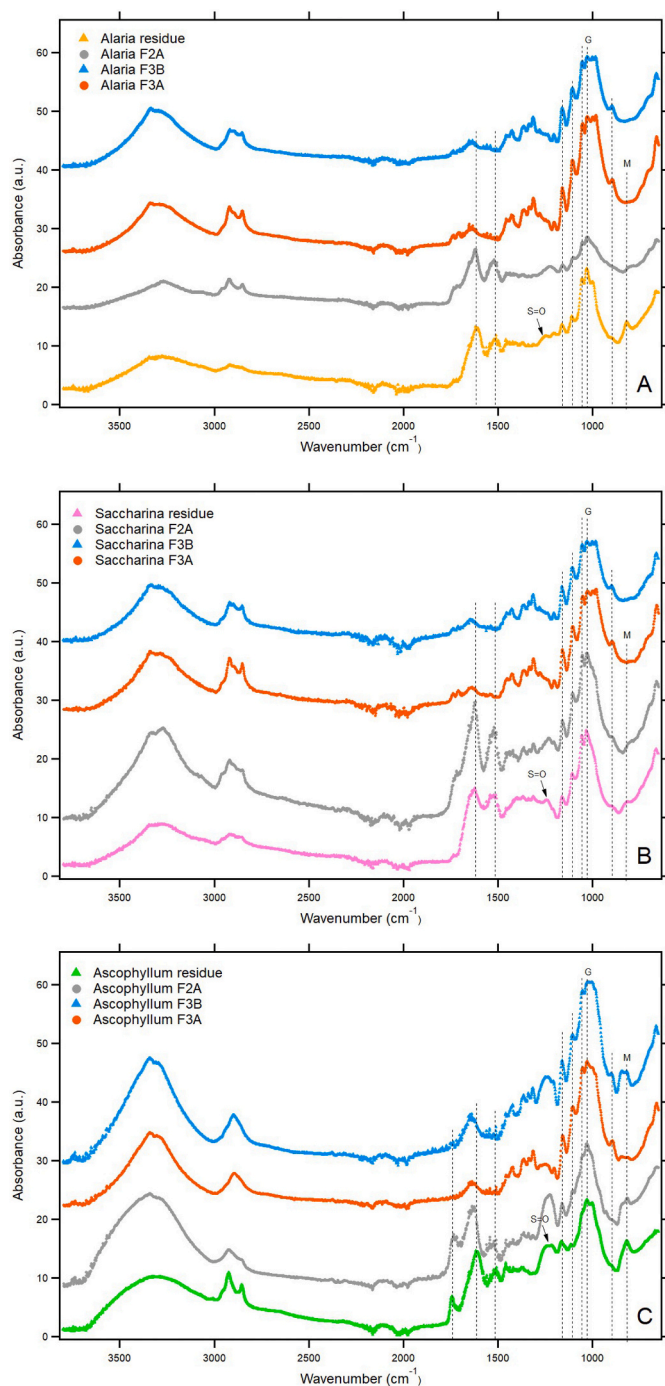 Alaria residue
Alaria F2A
Alaria F3B
Alaria F3A
G
M
S=O
A
Absorbance (a.u.)
60
50
40
30
20
10
0
3500 3000 2500 2000 1500 1000
Wavenumber (cm-1)
Saccharina residue
Saccharina F2A
Saccharina F3B
Saccharina F3A
G
M
S=O
B
Absorbance (a.u.)
60
50
40
30
20
10
0
3500 3000 2500 2000 1500 1000
Wavenumber (cm-1)
Ascophyllum residue
Ascophyllum F2A
Ascophyllum F3B
Ascophyllum F3A
G
M
S=O
C
Absorbance (a.u.)
60
50
40
30
20
10
0
3500 3000 2500 2000 1500 1000
Wavenumber (cm-1)